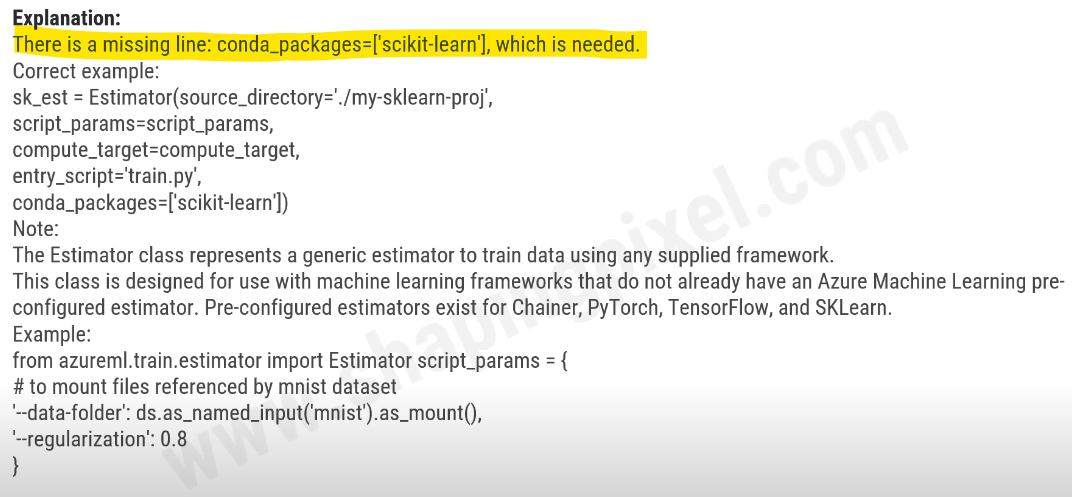 Explanation:
There is a missing line: conda_packages=['scikit-learn'], which is needed.
Correct example:
sk_est = Estimator(source_directory='./my-sklearn-proj',
script_params=script_params,
compute_target=compute_target,
entry_script='train.py',
conda_packages=['scikit-learn'])
Note:
The Estimator class represents a generic estimator to train data using any supplied framework.
This class is designed for use with machine learning frameworks that do not already have an Azure Machine Learning pre-
configured estimator. Pre-configured estimators exist for Chainer, PyTorch, TensorFlow, and SKLearn.
Example:
from azureml.train.estimator import Estimator script_params = {
# to mount files referenced by mnist dataset
'--data-folder': ds.as_named_input('mnist').as_mount(),
'--regularization': 0.8
}
www.shapingpixel.com